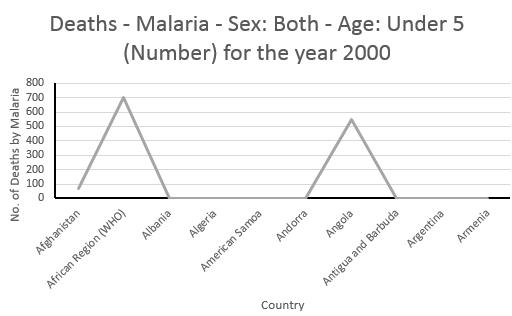 Deaths - Malaria - Sex: Both - Age: Under 5
(Number) for the year 2000
No. of Deaths by Malaria
800
700
600
500
400
300
200
100
0
Afghanistan
African Region (WHO)
Albania
Algeria
American Samoa
Andorra
Angola
Antigua and Barbuda
Argentina
Armenia
Country